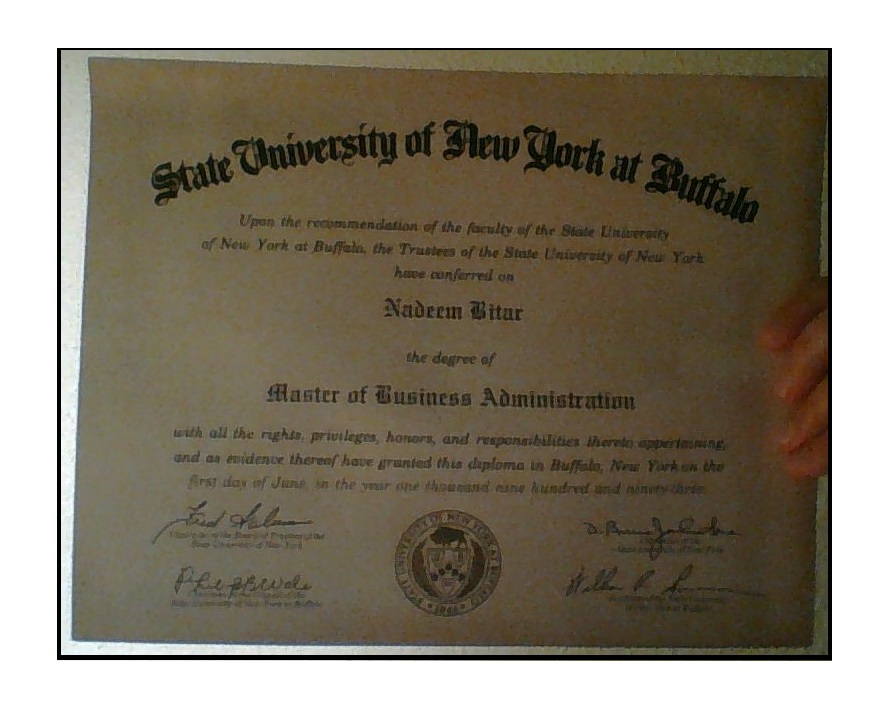 State University of New York at Buffalo
Upon the recommendation of the faculty of the State University
of New York at Buffalo, the Trustees of the State University of New York
have conferred on
Nadeem Bitar
the degree of
Master of Business Administration
with all the rights, privileges, honors, and responsibilities thereto appertaining,
and as evidence thereof have granted this diploma in Buffalo, New York on the
first day of June, in the year one thousand nine hundred and ninety-three.